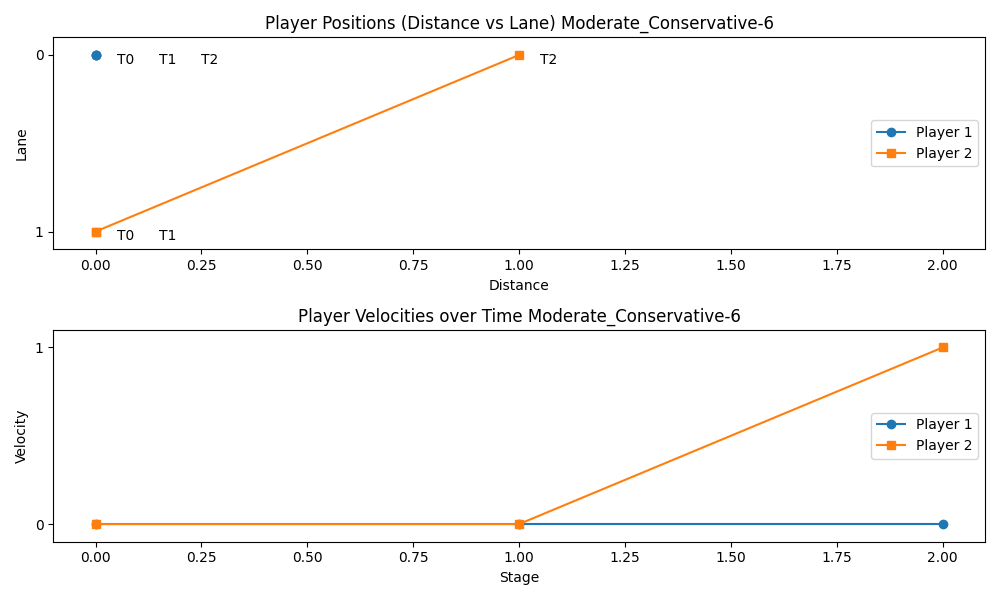 Player Positions (Distance vs Lane) Moderate_Conservative-6
0
T0 T1 T2
T2
Lane
Player 1
Player 2
1
T0 T1
0.00 0.25 0.50 0.75 1.00 1.25 1.50 1.75 2.00
Distance
Player Velocities over Time Moderate_Conservative-6
1
Velocity
Player 1
Player 2
0
0.00 0.25 0.50 0.75 1.00 1.25 1.50 1.75 2.00
Stage